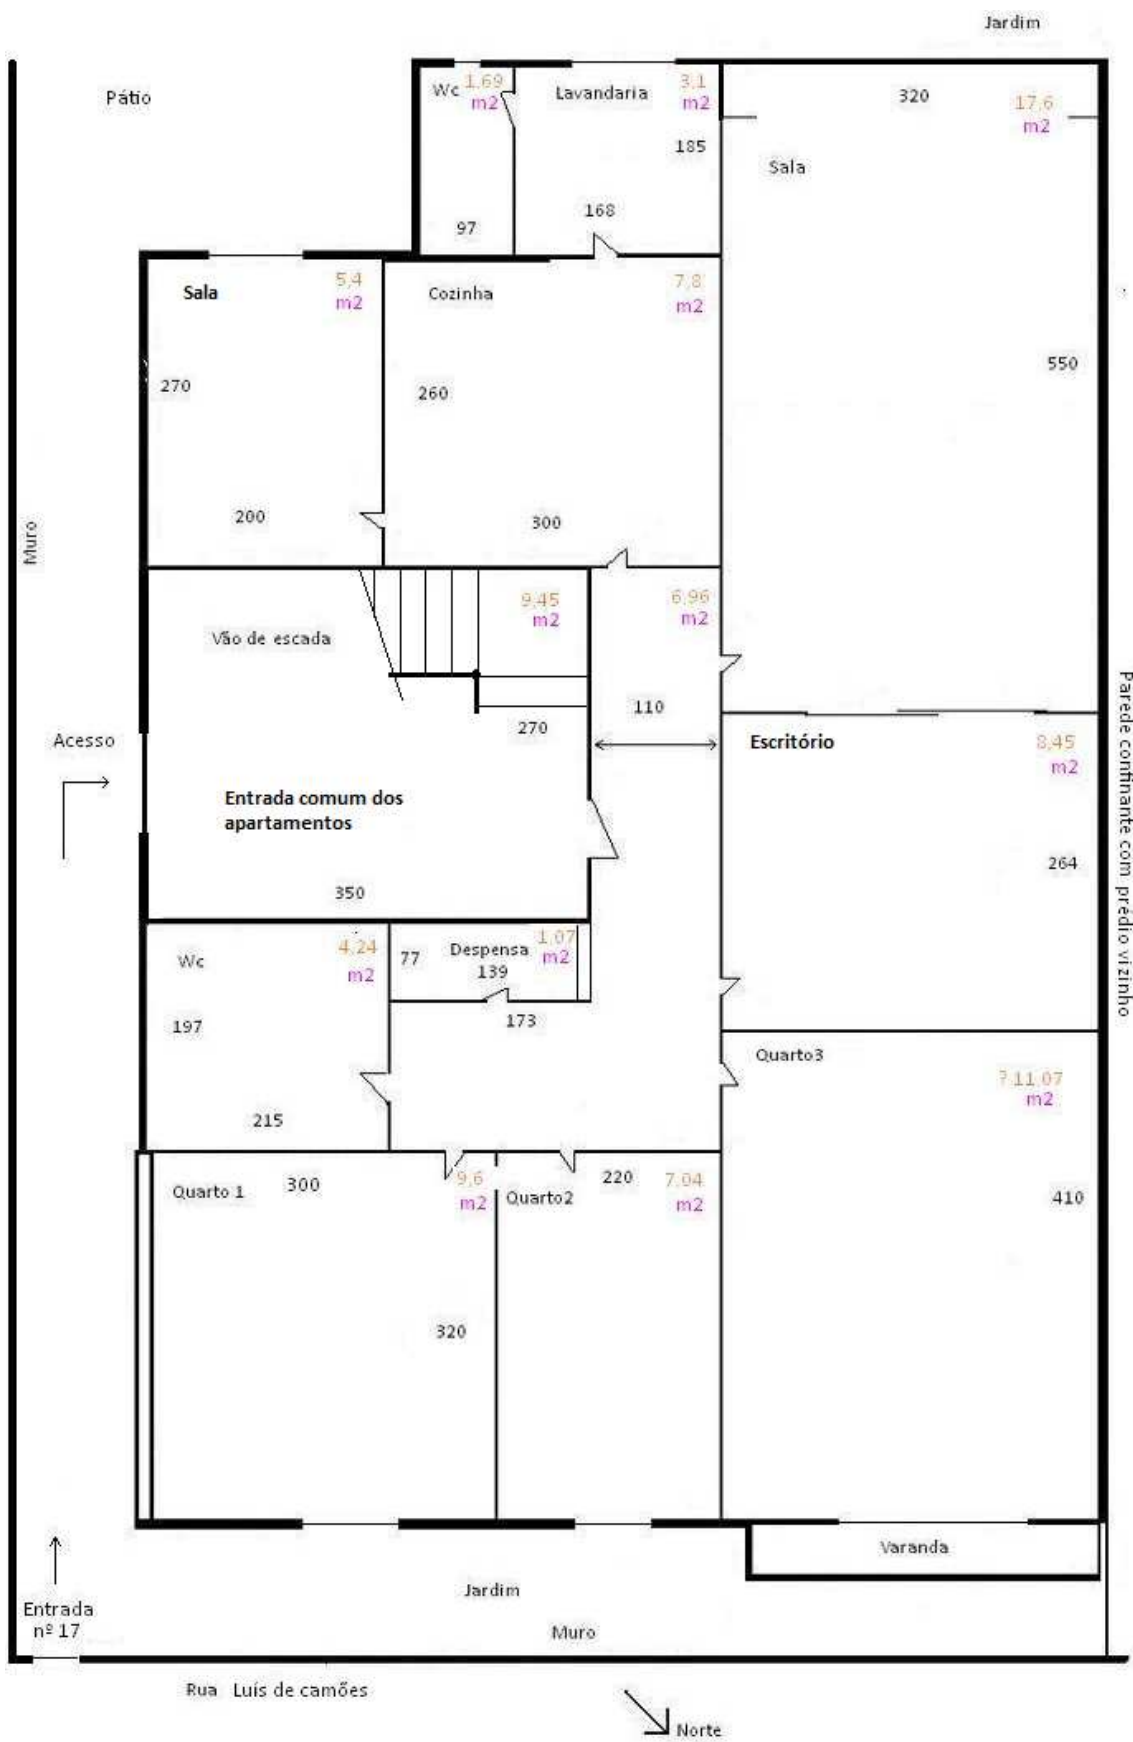 Jardim
Pátio
Wc 1,69
m2
Lavandaria 3,1
m2
185
168
97
320
17,6
m2
Sala
550
Sala
5,4
m2
270
200
Cozinha
7,8
m2
260
300
Muro
Vão de escada
9,45
m2
270
6,96
m2
110
Acesso
Entrada comum dos
apartamentos
350
Escritório
8,45
m2
264
Parede confinante com prédio vizinho
Wc
4,24
m2
197
215
77
Despensa
139
1,07
m2
173
Quarto3
? 11,07
m2
410
Quarto 1
300
9,6
m2
320
Quarto2
220
7,04
m2
Varanda
Jardim
Entrada
nº 17
Muro
Rua Luís de camões
Norte